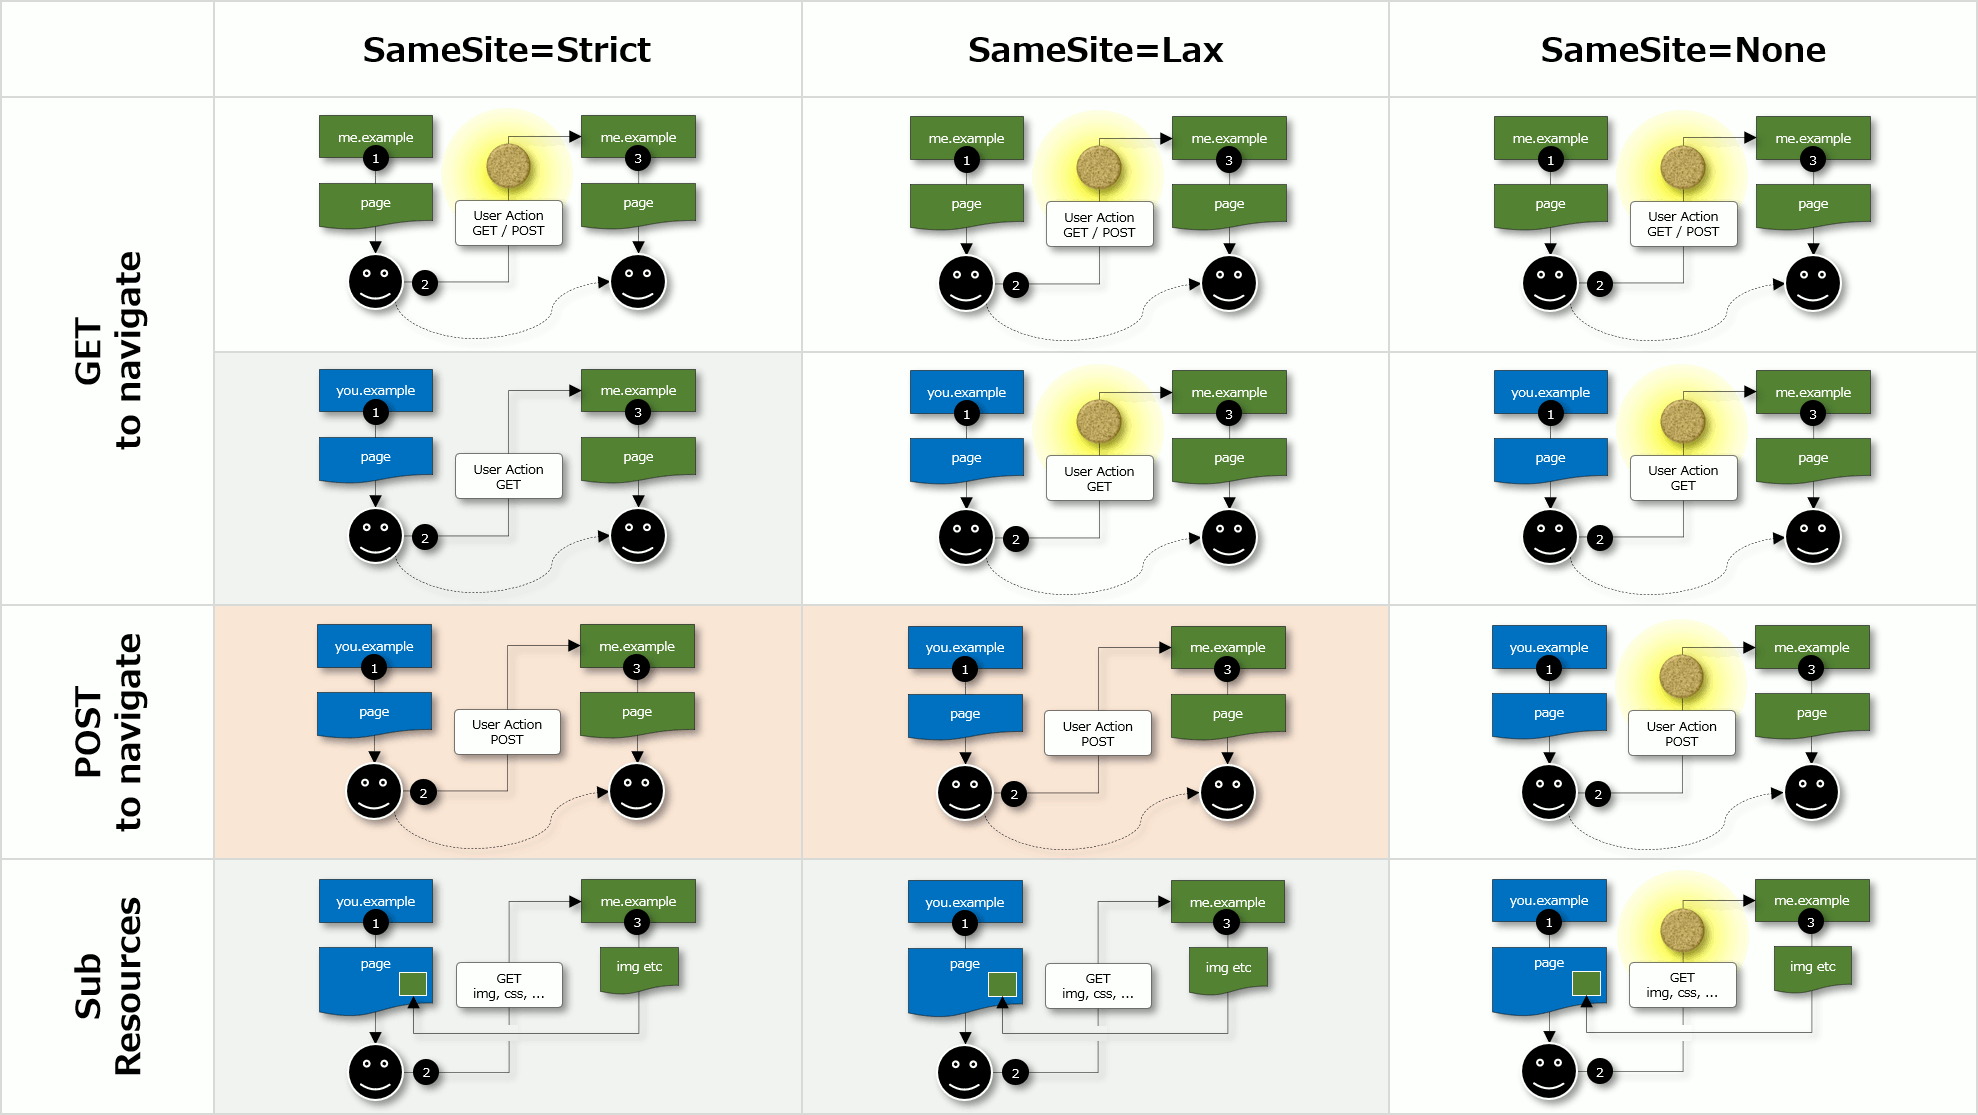 SameSite=Strict
SameSite=Lax
SameSite=None
GET
to navigate
me.example
1
page
2
User Action
GET / POST
me.example
3
page
me.example
1
page
2
User Action
GET / POST
me.example
3
page
me.example
1
page
2
User Action
GET / POST
me.example
3
page
you.example
1
page
2
User Action
GET
me.example
3
page
you.example
1
page
2
User Action
GET
me.example
3
page
you.example
1
page
2
User Action
GET
me.example
3
page
POST
to navigate
you.example
1
page
2
User Action
POST
me.example
3
page
you.example
1
page
2
User Action
POST
me.example
3
page
you.example
1
page
2
User Action
POST
me.example
3
page
Sub
Resources
you.example
1
page
2
GET
img, css, ...
me.example
3
img etc
you.example
1
page
2
GET
img, css, ...
me.example
3
img etc
you.example
1
page
2
GET
img, css, ...
me.example
3
img etc